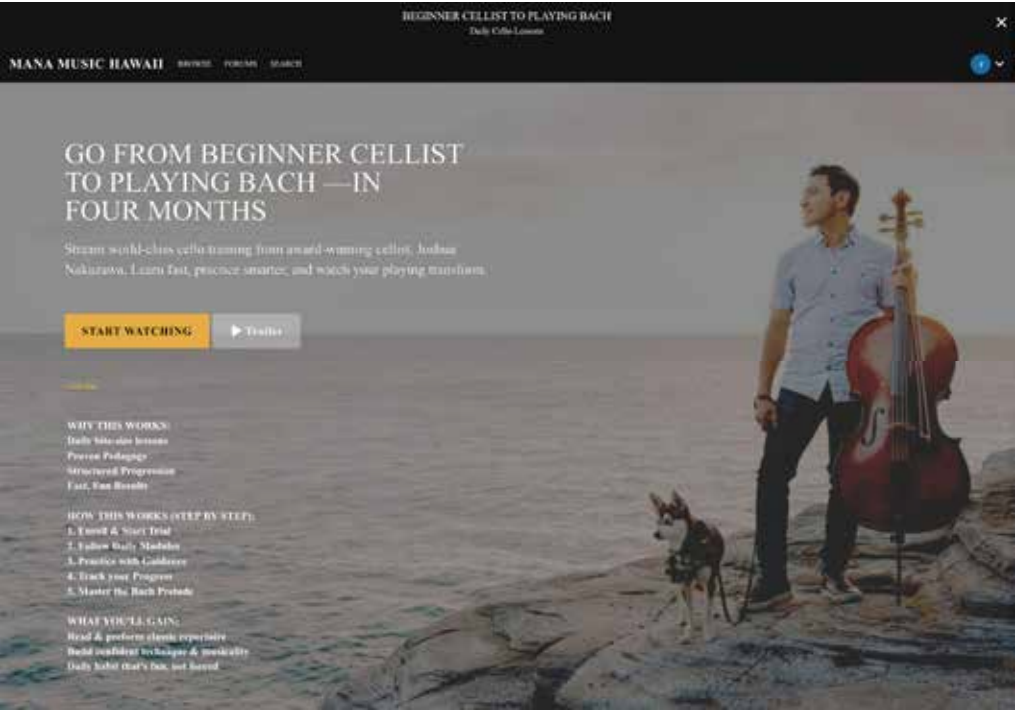 BEGINNER CELLIST TO PLAYING BACH
Daily Cello Lessons
MANA MUSIC HAWAII BROWSE FORUMS SEARCH
GO FROM BEGINNER CELLIST
TO PLAYING BACH —IN
FOUR MONTHS
Stream world-class cello training from award-winning cellist, Joshua
Nakazawa. Learn fast, practice smarter, and watch your playing transform.
START WATCHING Trailer
WHY THIS WORKS:
Daily bite-size lessons
Proven Pedagogy
Structured Progression
Fast, Fun Results
HOW THIS WORKS (STEP BY STEP):
1. Enroll & Start Trial
2. Follow Daily Modules
3. Practice with Guidance
4. Track your Progress
5. Master the Bach Prelude
WHAT YOU'LL GAIN:
Read & preform classic repertoire
Build confident technique & musicality
Daily habit that's fun, not forced